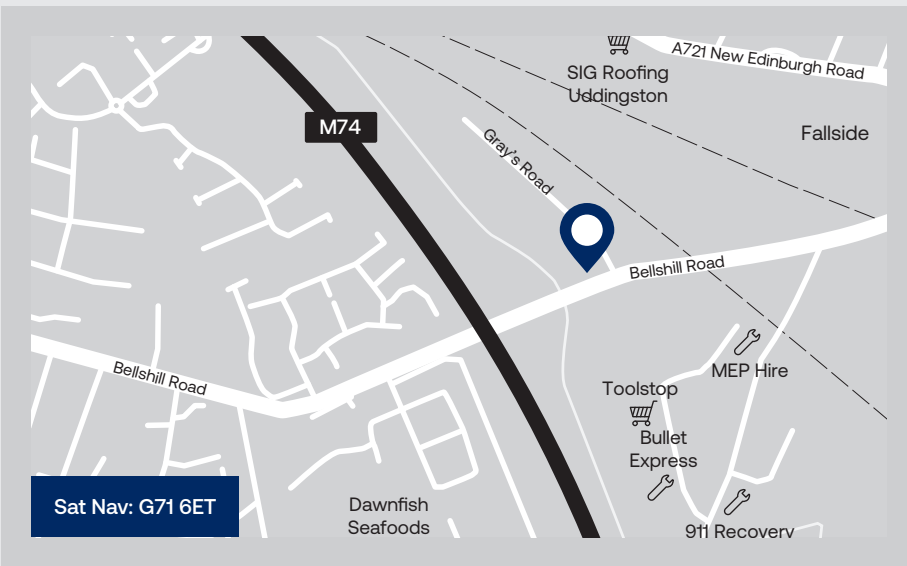 A721 New Edinburgh Road
SIG Roofing
Uddingston
M74
Fallside
Gray's Road
Bellshill Road
MEP Hire
Bellshill Road
Toolstop
Bullet
Express
Sat Nav: G71 6ET
Dawnfish
Seafoods
911 Recovery